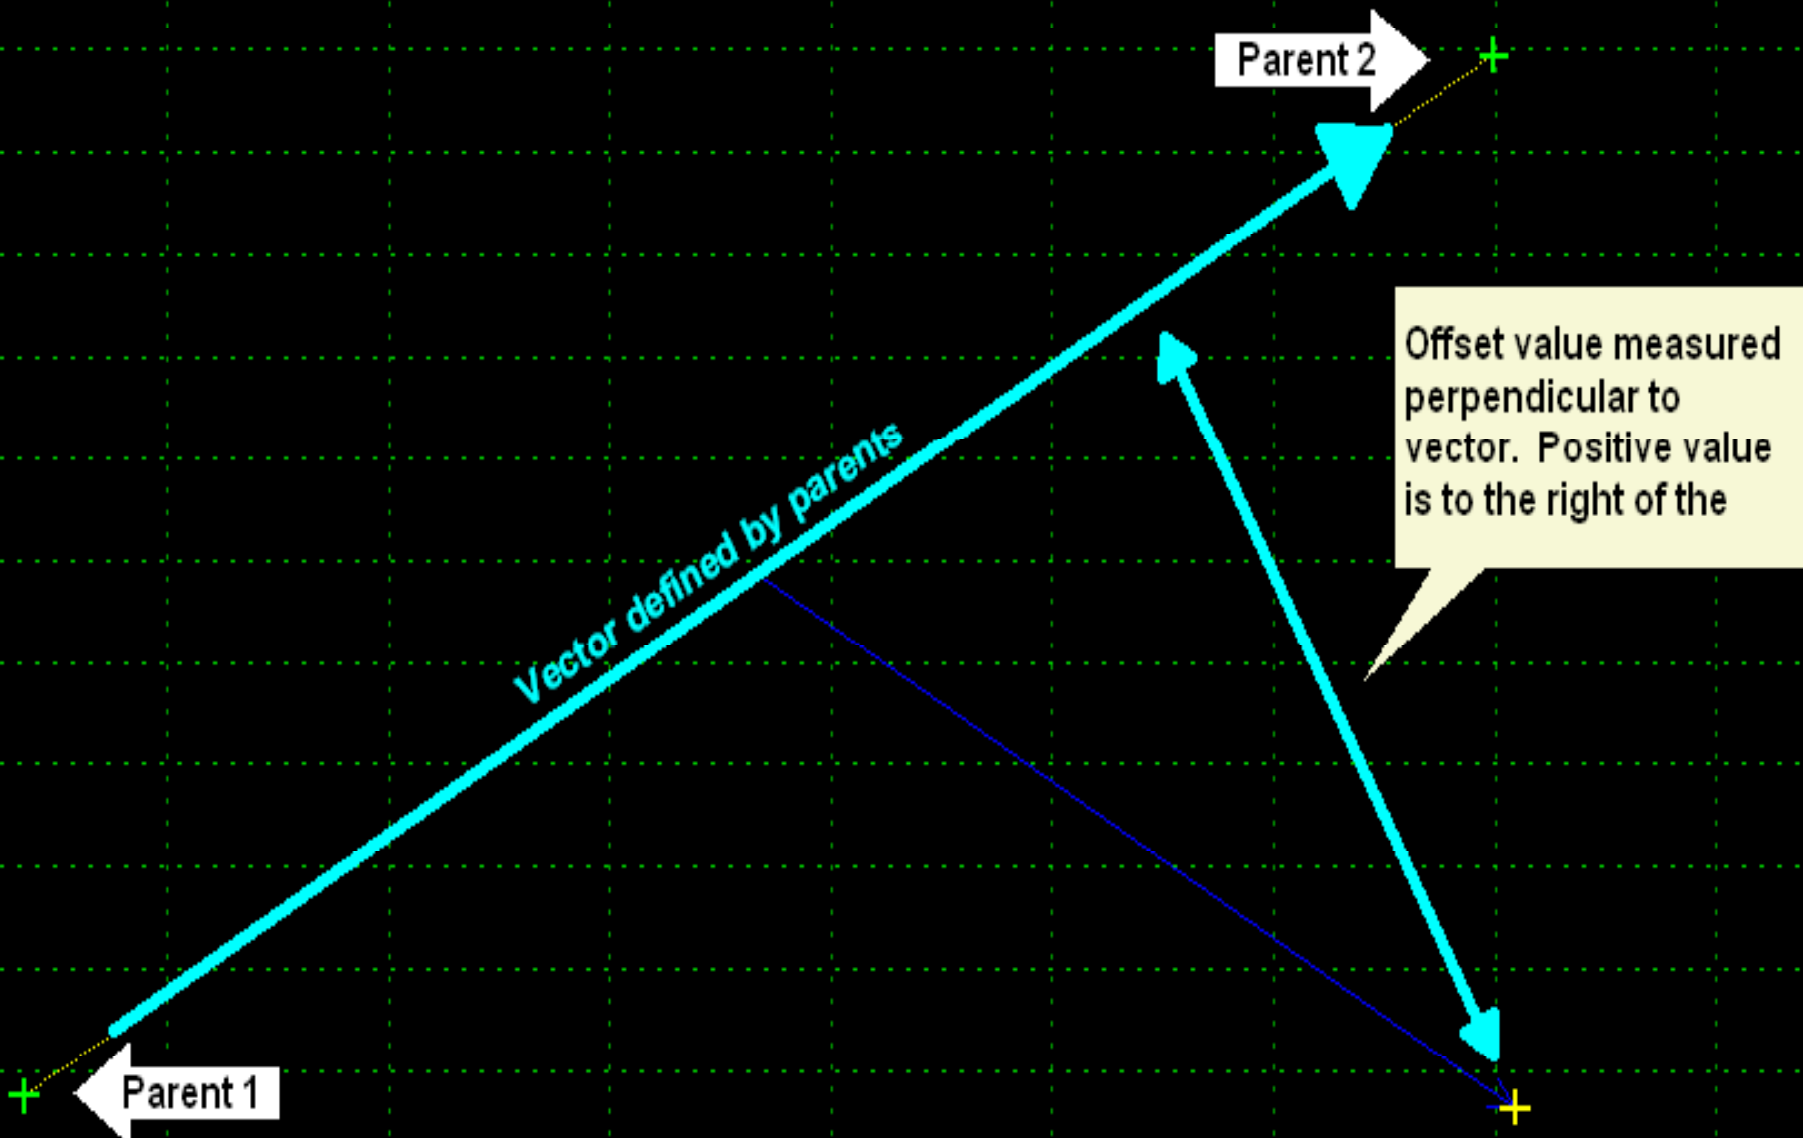 Parent 2
Offset value measured
perpendicular to
vector. Positive value
is to the right of the
Vector defined by parents
Parent 1